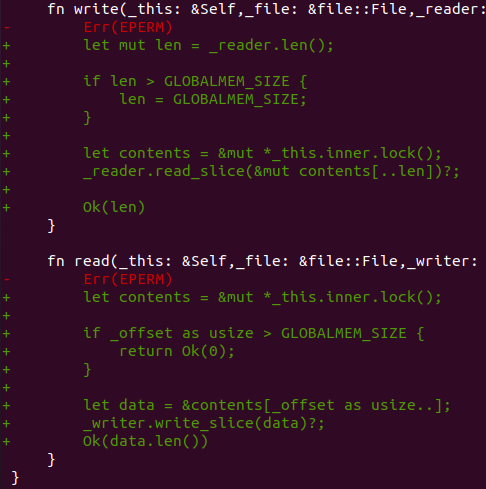 fn write(_this: &Self,_file: &file::File,_reader:
-        Err(EPERM)
+        let mut len = _reader.len();
+
+        if len > GLOBALMEM_SIZE {
+            len = GLOBALMEM_SIZE;
+        }
+
+        let contents = &mut *_this.inner.lock();
+        _reader.read_slice(&mut contents[..len])?;
+
+        Ok(len)
     }

    fn read(_this: &Self,_file: &file::File,_writer:
-        Err(EPERM)
+        let contents = &mut *_this.inner.lock();
+
+        if _offset as usize > GLOBALMEM_SIZE {
+            return Ok(0);
+        }
+
+        let data = &contents[_offset as usize..];
+        _writer.write_slice(data)?;
+        Ok(data.len())
     }
 }